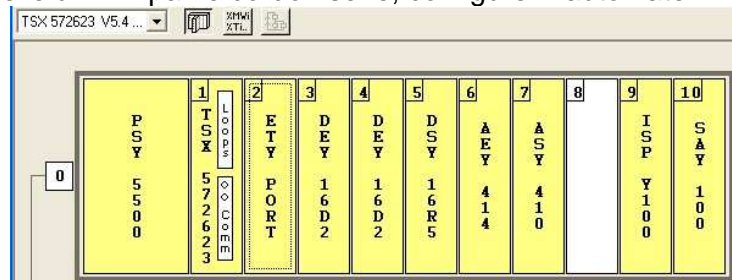 TSX 572623 V5.4 ...
XMWi
XTi..
0
PSY 5500
1
TSX 572623
Loops
Comm
2
ETY PORT
3
DEY 16D2
4
DEY 16D2
5
DSY 16R5
6
AEY 414
7
ASY 410
8
9
ISP Y100
10
SAY 100